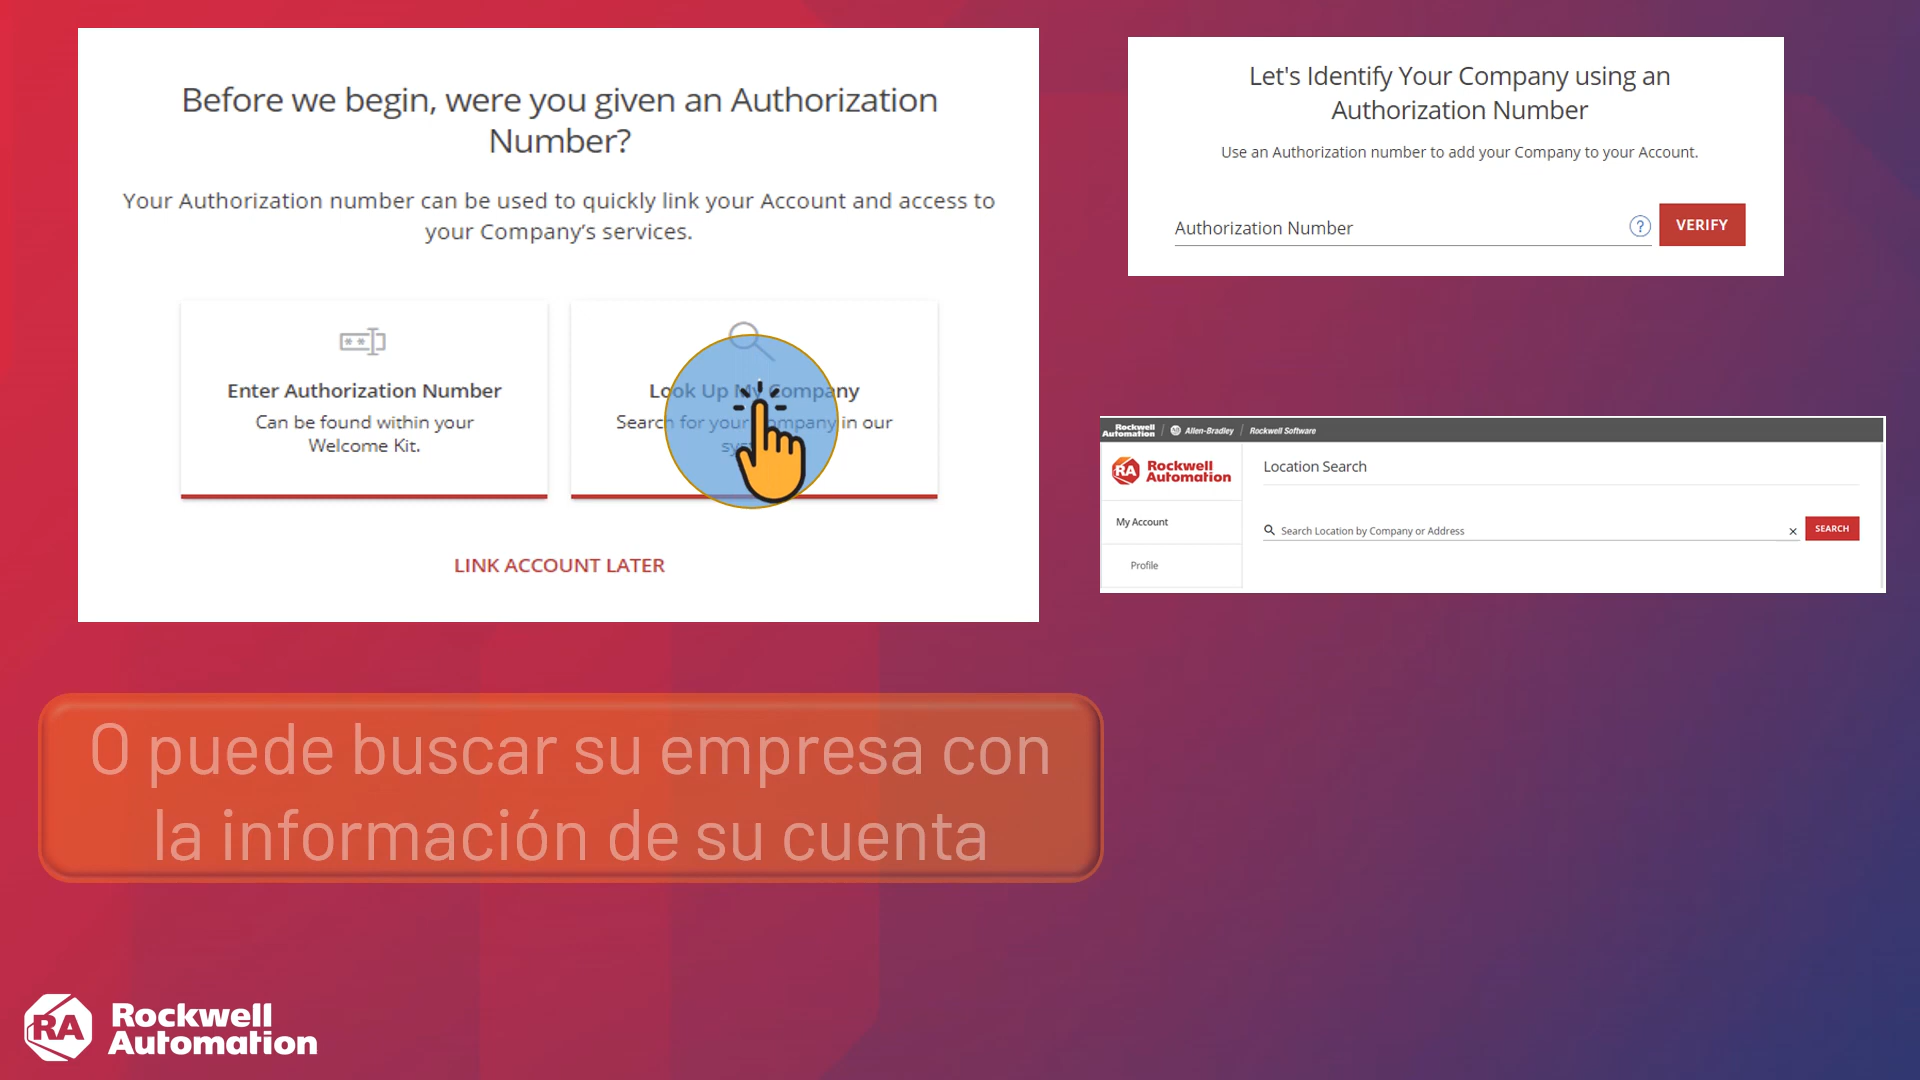 Before we begin, were you given an Authorization
Number?
Your Authorization number can be used to quickly link your Account and access to
your Company's services.
Enter Authorization Number
Can be found within your
Welcome Kit.
Look Up My Company
Search for your company in our
LINK ACCOUNT LATER
Let's Identify Your Company using an
Authorization Number
Use an Authorization number to add your Company to your Account.
Authorization Number
?
VERIFY
Rockwell
Automation
Allen-Bradley
Rockwell Software
RA Rockwell
Automation
My Account
Profile
Location Search
Search Location by Company or Address
SEARCH
O puede buscar su empresa con
la información de su cuenta
RA Rockwell
Automation